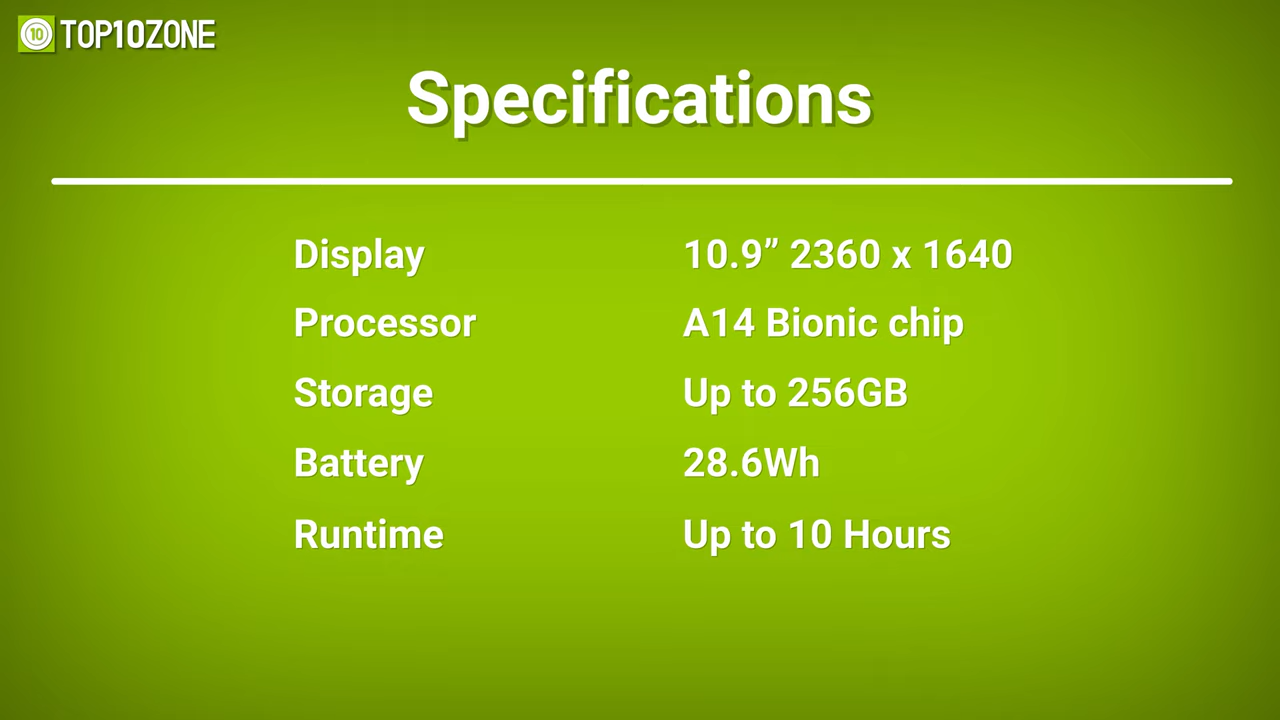 10 TOP10ZONE
Specifications
Display 10.9” 2360 x 1640
Processor A14 Bionic chip
Storage Up to 256GB
Battery 28.6Wh
Runtime Up to 10 Hours